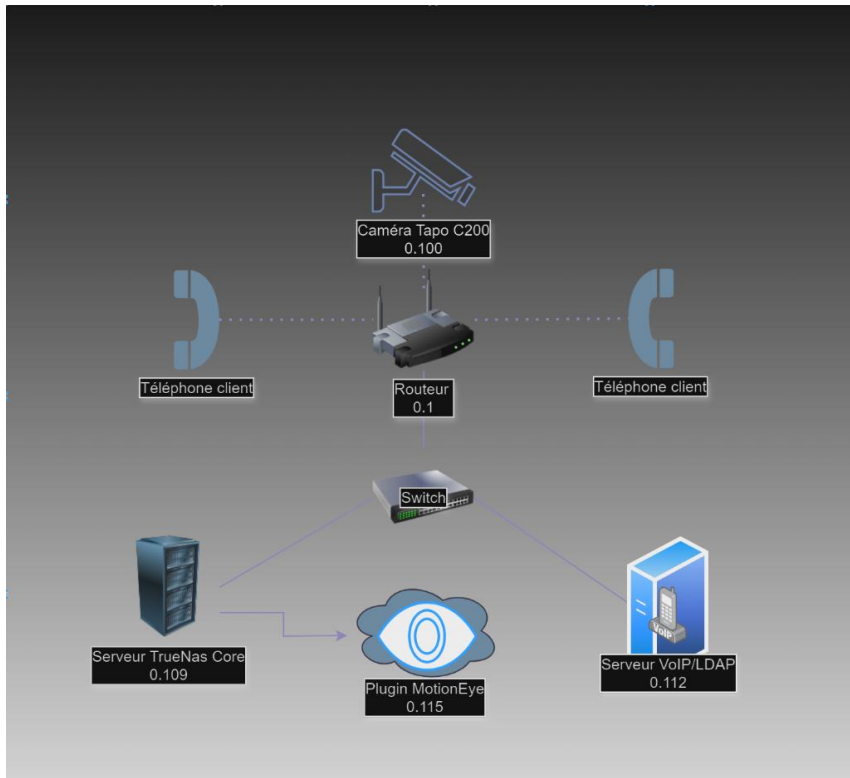 Caméra Tapo C200
0.100
Téléphone client
Téléphone client
Routeur
0.1
Switch
Serveur TrueNas Core
0.109
VoIP
Serveur VoIP/LDAP
0.112
Plugin MotionEye
0.115